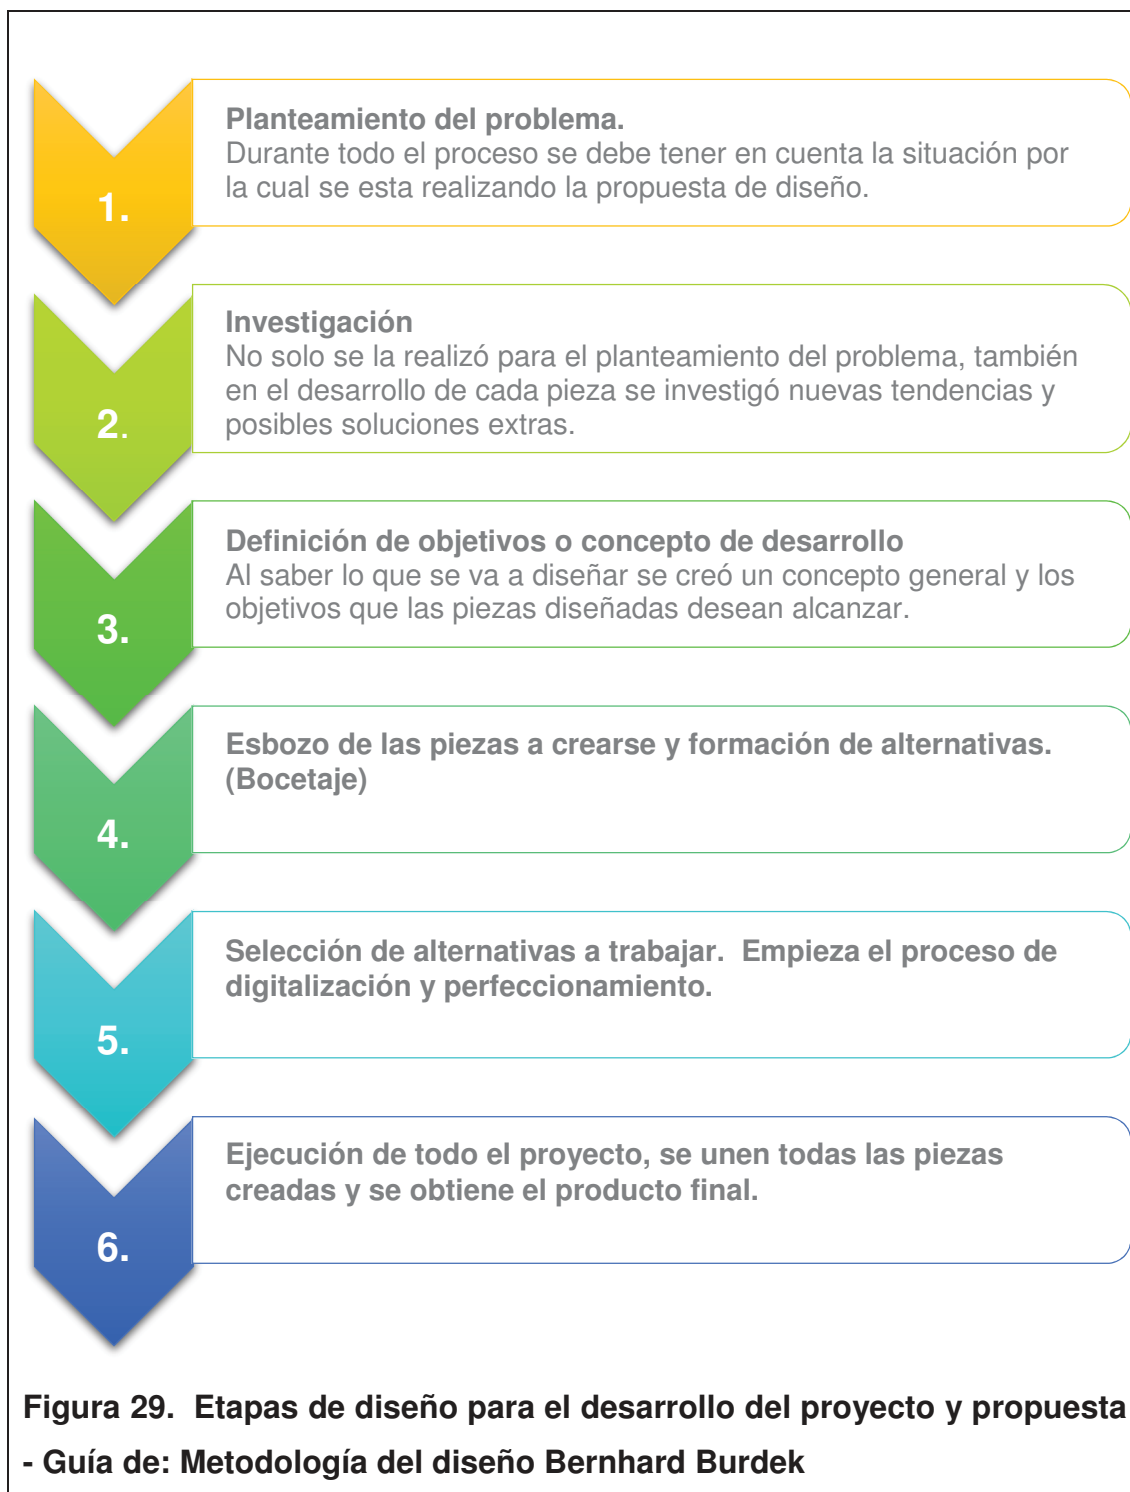 1.
Planteamiento del problema.
Durante todo el proceso se debe tener en cuenta la situación por
la cual se esta realizando la propuesta de diseño.
2.
Investigación
No solo se la realizó para el planteamiento del problema, también
en el desarrollo de cada pieza se investigó nuevas tendencias y
posibles soluciones extras.
3.
Definición de objetivos o concepto de desarrollo
Al saber lo que se va a diseñar se creó un concepto general y los
objetivos que las piezas diseñadas desean alcanzar.
4.
Esbozo de las piezas a crearse y formación de alternativas.
(Bocetaje)
5.
Selección de alternativas a trabajar.  Empieza el proceso de
digitalización y perfeccionamiento.
6.
Ejecución de todo el proyecto, se unen todas las piezas
creadas y se obtiene el producto final.
Figura 29.  Etapas de diseño para el desarrollo del proyecto y propuesta
- Guía de: Metodología del diseño Bernhard Burdek